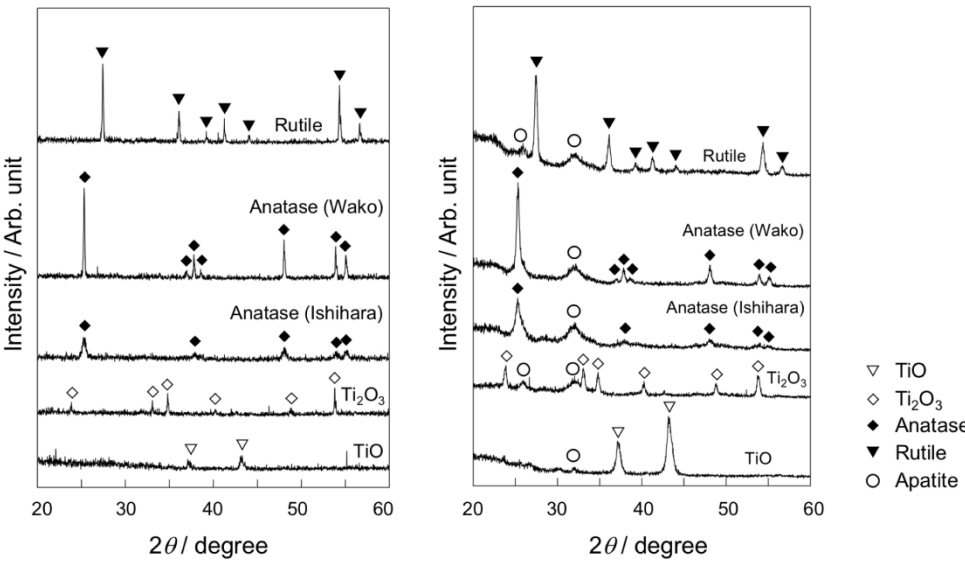 Intensity / Arb. unit
Rutile
Anatase (Wako)
Anatase (Ishihara)
Ti₂O₃
TiO
20 30 40 50 60
2θ / degree
Intensity / Arb. unit
Rutile
Anatase (Wako)
Anatase (Ishihara)
Ti₂O₃
TiO
20 30 40 50 60
2θ / degree
TiO
Ti₂O₃
Anatase
Rutile
Apatite